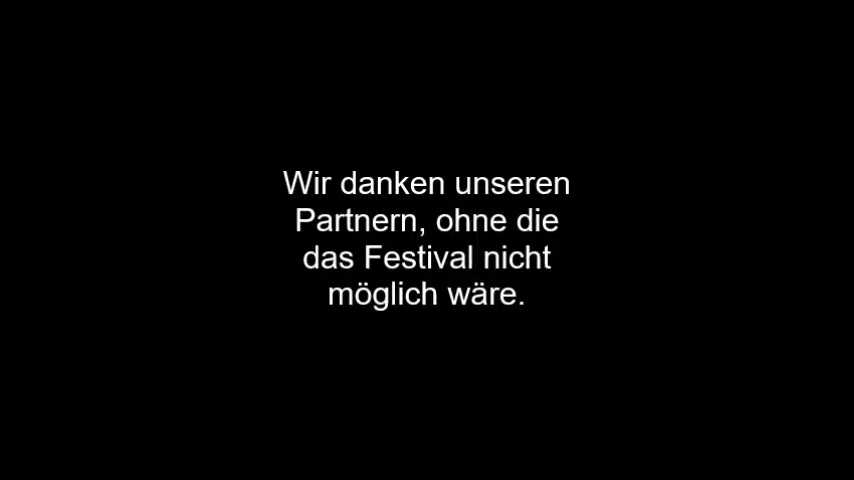 Wir danken unseren
Partnern, ohne die
das Festival nicht
möglich wäre.